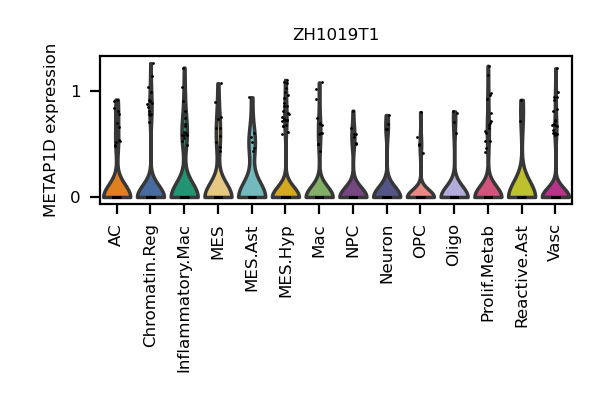 ZH1019T1
METAP1D expression
1
0
AC
Chromatin.Reg
Inflammatory.Mac
MES
MES.Ast
MES.Hyp
Mac
NPC
Neuron
OPC
Oligo
Prolif.Metab
Reactive.Ast
Vasc